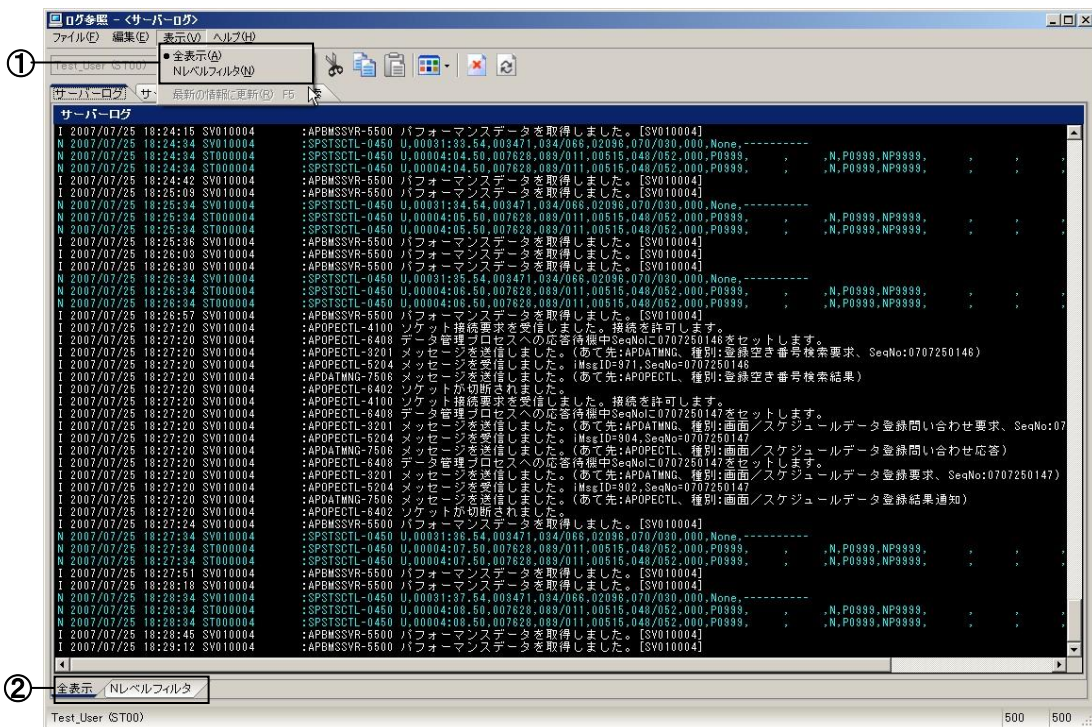 ログ参照 - <サーバーログ>
ファイル(F) 編集(E) 表示(V) ヘルプ(H)
①
全表示(A)
Nレベルフィルタ(N)
最新の情報に更新(R) F5
Test_User (ST00)
サーバーログ
サーバーログ
I 2007/07/25 18:24:15 SV010004 :APBMSSVR-5500 パフォーマンスデータを取得しました。[SV010004]
N 2007/07/25 18:24:34 SV010004 :SPSTSCTL-0450 U,00031:33.54,003471,034/066,02096,070/030,000,None,----------
N 2007/07/25 18:24:34 ST000004 :SPSTSCTL-0450 U,00004:04.50,007628,089/011,00515,048/052,000,P0999, , ,N,P0999,NP9999, , , ,
N 2007/07/25 18:24:34 ST000004 :SPSTSCTL-0450 U,00004:04.50,007628,089/011,00515,048/052,000,P0999, , ,N,P0999,NP9999, , , ,
I 2007/07/25 18:24:42 SV010004 :APBMSSVR-5500 パフォーマンスデータを取得しました。[SV010004]
I 2007/07/25 18:25:09 SV010004 :APBMSSVR-5500 パフォーマンスデータを取得しました。[SV010004]
N 2007/07/25 18:25:34 SV010004 :SPSTSCTL-0450 U,00031:34.54,003471,034/066,02096,070/030,000,None,----------
N 2007/07/25 18:25:34 ST000004 :SPSTSCTL-0450 U,00004:05.50,007628,089/011,00515,048/052,000,P0999, , ,N,P0999,NP9999, , , ,
N 2007/07/25 18:25:34 ST000004 :SPSTSCTL-0450 U,00004:05.50,007628,089/011,00515,048/052,000,P0999, , ,N,P0999,NP9999, , , ,
I 2007/07/25 18:25:36 SV010004 :APBMSSVR-5500 パフォーマンスデータを取得しました。[SV010004]
I 2007/07/25 18:26:03 SV010004 :APBMSSVR-5500 パフォーマンスデータを取得しました。[SV010004]
I 2007/07/25 18:26:30 SV010004 :APBMSSVR-5500 パフォーマンスデータを取得しました。[SV010004]
N 2007/07/25 18:26:34 SV010004 :SPSTSCTL-0450 U,00031:35.54,003471,034/066,02096,070/030,000,None,----------
N 2007/07/25 18:26:34 ST000004 :SPSTSCTL-0450 U,00004:06.50,007628,089/011,00515,048/052,000,P0999, , ,N,P0999,NP9999, , , ,
N 2007/07/25 18:26:34 ST000004 :SPSTSCTL-0450 U,00004:06.50,007628,089/011,00515,048/052,000,P0999, , ,N,P0999,NP9999, , , ,
I 2007/07/25 18:26:57 SV010004 :APBMSSVR-5500 パフォーマンスデータを取得しました。[SV010004]
I 2007/07/25 18:27:20 SV010004 :APOPECTL-4100 ソケット接続要求を受信しました。接続を許可します。
I 2007/07/25 18:27:20 SV010004 :APOPECTL-6408 データ管理プロセスへの応答待機中SeqNoに0707250146をセットします。
I 2007/07/25 18:27:20 SV010004 :APOPECTL-3201 メッセージを送信しました。(あて先:APDATMNG、種別:登録空き番号検索要求、SeqNo:0707250146)
I 2007/07/25 18:27:20 SV010004 :APOPECTL-5204 メッセージを受信しました。iMsgID=971,SeqNo=0707250146
I 2007/07/25 18:27:20 SV010004 :APDATMNG-7506 メッセージを送信しました。(あて先:APOPECTL、種別:登録空き番号検索結果)
I 2007/07/25 18:27:20 SV010004 :APOPECTL-6402 ソケットが切断されました。
I 2007/07/25 18:27:20 SV010004 :APOPECTL-4100 ソケット接続要求を受信しました。接続を許可します。
I 2007/07/25 18:27:20 SV010004 :APOPECTL-6408 データ管理プロセスへの応答待機中SeqNoに0707250147をセットします。
I 2007/07/25 18:27:20 SV010004 :APOPECTL-3201 メッセージを送信しました。(あて先:APDATMNG、種別:画面／スケジュールデータ登録問い合わせ要求、SeqNo:07
I 2007/07/25 18:27:20 SV010004 :APOPECTL-5204 メッセージを受信しました。iMsgID=904,SeqNo=0707250147
I 2007/07/25 18:27:20 SV010004 :APDATMNG-7506 メッセージを送信しました。(あて先:APOPECTL、種別:画面／スケジュールデータ登録問い合わせ応答)
I 2007/07/25 18:27:20 SV010004 :APOPECTL-6408 データ管理プロセスへの応答待機中SeqNoに0707250147をセットします。
I 2007/07/25 18:27:20 SV010004 :APOPECTL-3201 メッセージを送信しました。(あて先:APDATMNG、種別:画面／スケジュールデータ登録要求、SeqNo:0707250147)
I 2007/07/25 18:27:20 SV010004 :APOPECTL-5204 メッセージを受信しました。iMsgID=902,SeqNo=0707250147
I 2007/07/25 18:27:20 SV010004 :APDATMNG-7506 メッセージを送信しました。(あて先:APOPECTL、種別:画面／スケジュールデータ登録結果通知)
I 2007/07/25 18:27:20 SV010004 :APOPECTL-6402 ソケットが切断されました。
I 2007/07/25 18:27:24 SV010004 :APBMSSVR-5500 パフォーマンスデータを取得しました。[SV010004]
N 2007/07/25 18:27:34 SV010004 :SPSTSCTL-0450 U,00031:36.54,003471,034/066,02096,070/030,000,None,----------
N 2007/07/25 18:27:34 ST000004 :SPSTSCTL-0450 U,00004:07.50,007628,089/011,00515,048/052,000,P0999, , ,N,P0999,NP9999, , , ,
N 2007/07/25 18:27:34 ST000004 :SPSTSCTL-0450 U,00004:07.50,007628,089/011,00515,048/052,000,P0999, , ,N,P0999,NP9999, , , ,
I 2007/07/25 18:27:51 SV010004 :APBMSSVR-5500 パフォーマンスデータを取得しました。[SV010004]
I 2007/07/25 18:28:18 SV010004 :APBMSSVR-5500 パフォーマンスデータを取得しました。[SV010004]
N 2007/07/25 18:28:34 SV010004 :SPSTSCTL-0450 U,00031:37.54,003471,034/066,02096,070/030,000,None,----------
N 2007/07/25 18:28:34 ST000004 :SPSTSCTL-0450 U,00004:08.50,007628,089/011,00515,048/052,000,P0999, , ,N,P0999,NP9999, , , ,
N 2007/07/25 18:28:34 ST000004 :SPSTSCTL-0450 U,00004:08.50,007628,089/011,00515,048/052,000,P0999, , ,N,P0999,NP9999, , , ,
I 2007/07/25 18:28:45 SV010004 :APBMSSVR-5500 パフォーマンスデータを取得しました。[SV010004]
I 2007/07/25 18:29:12 SV010004 :APBMSSVR-5500 パフォーマンスデータを取得しました。[SV010004]
②
全表示 Nレベルフィルタ
Test_User (ST00) 500 500